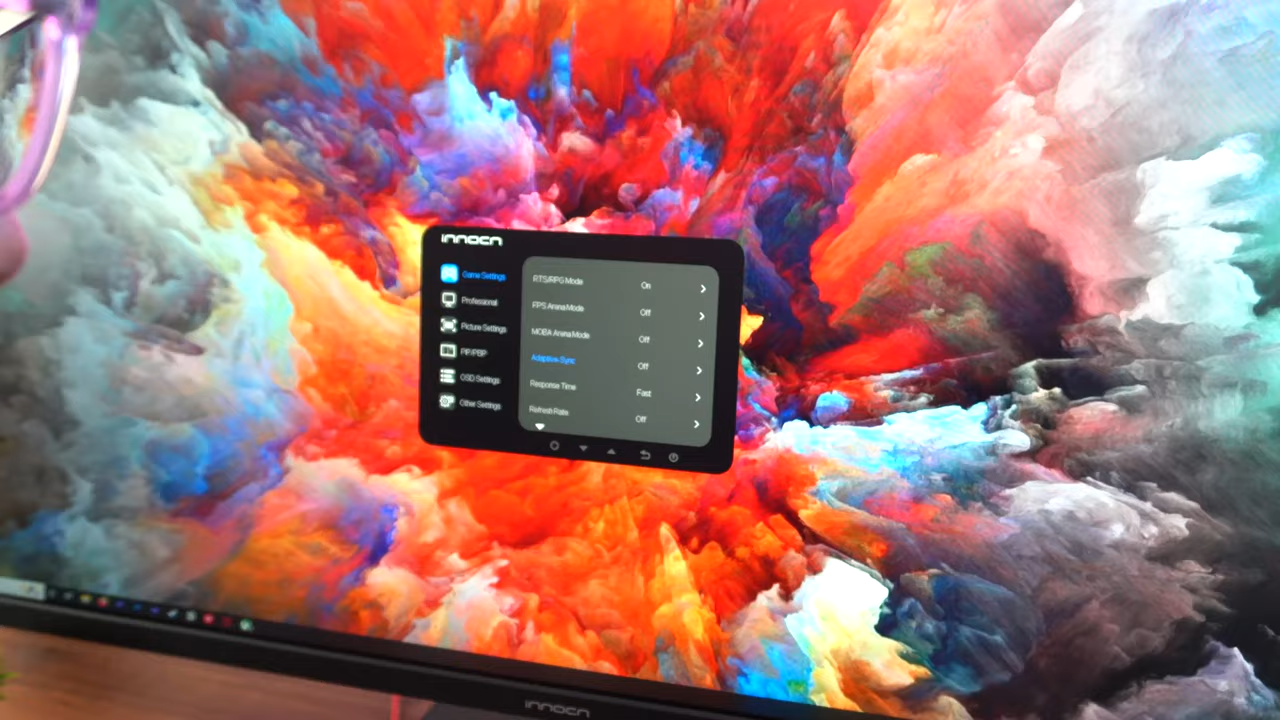 INNOCN
Game Settings
Professional
Picture Settings
PIP/PBP
OSD Settings
Other Settings
RTS/RPG Mode On
FPS Arena Mode Off
MOBA Arena Mode Off
Adaptive-Sync Off
Response Time Fast
Refresh Rate Off
INNOCN